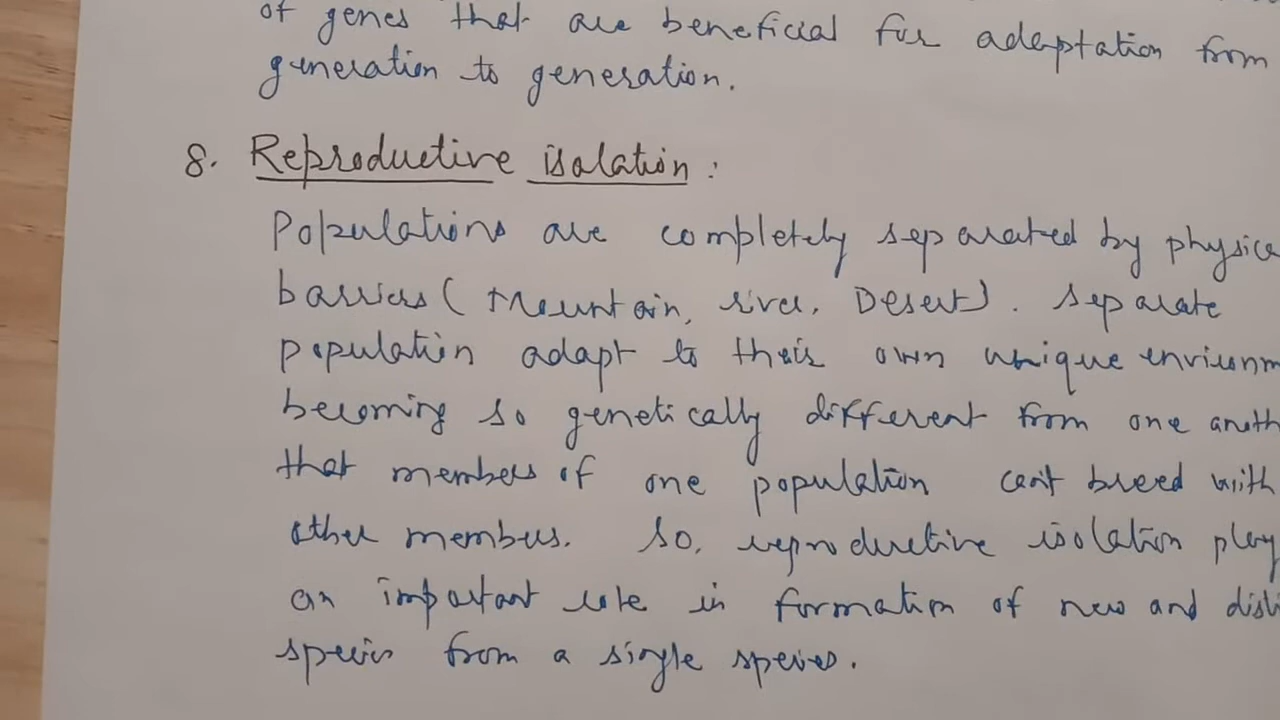 of genes that are beneficial for adaptation from
generation to generation.
8. Reproductive isolation :
Populations are completely separated by physica
barriers ( Mountain, river, Desert) . separate
population adapt to their own unique environm
becoming so genetically different from one anoth
that members of one population can't breed with
other members. So, reproductive isolation play
an important role in formation of new and disti
species from a single species.